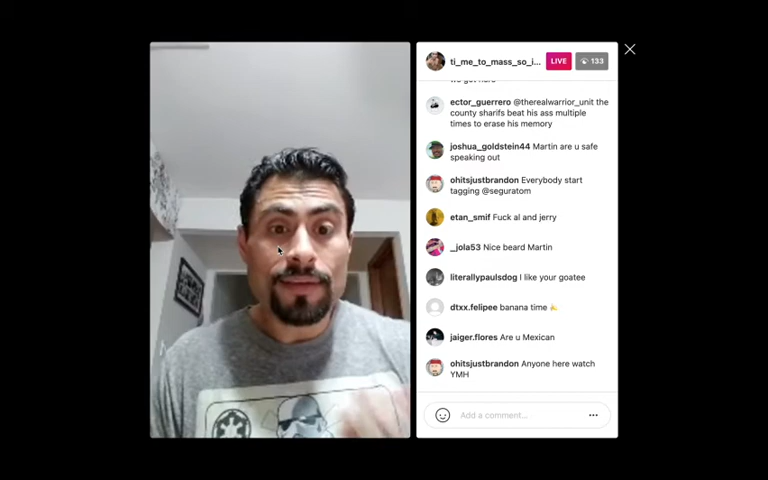 ti_me_to_mass_so_i... LIVE 133
we got here
ector_guerrero @therealwarrior_unit the
county sharifs beat his ass multiple
times to erase his memory
joshua_goldstein44 Martin are u safe
speaking out
ohitsjustbrandon Everybody start
tagging @seguratom
etan_smif Fuck al and jerry
_jola53 Nice beard Martin
literallypaulsdog I like your goatee
dtxx.felipee banana time 🍌
jaiger.flores Are u Mexican
ohitsjustbrandon Anyone here watch
YMH
Add a comment...